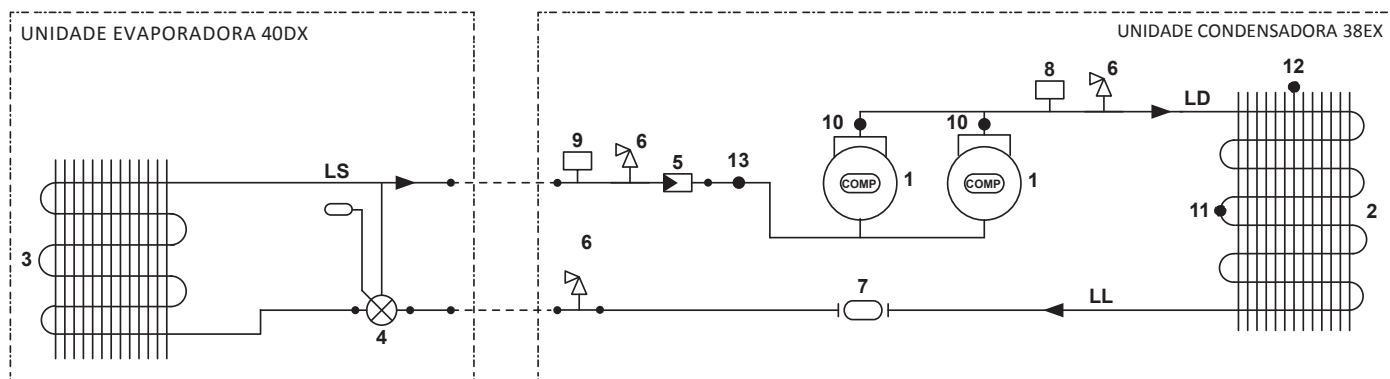 UNIDADE EVAPORADORA 40DX
UNIDADE CONDENSADORA 38EX
8
6
12
LD
10
10
9
6
5
13
LS
COMP
1
COMP
1
11
2
3
6
7
LL
4